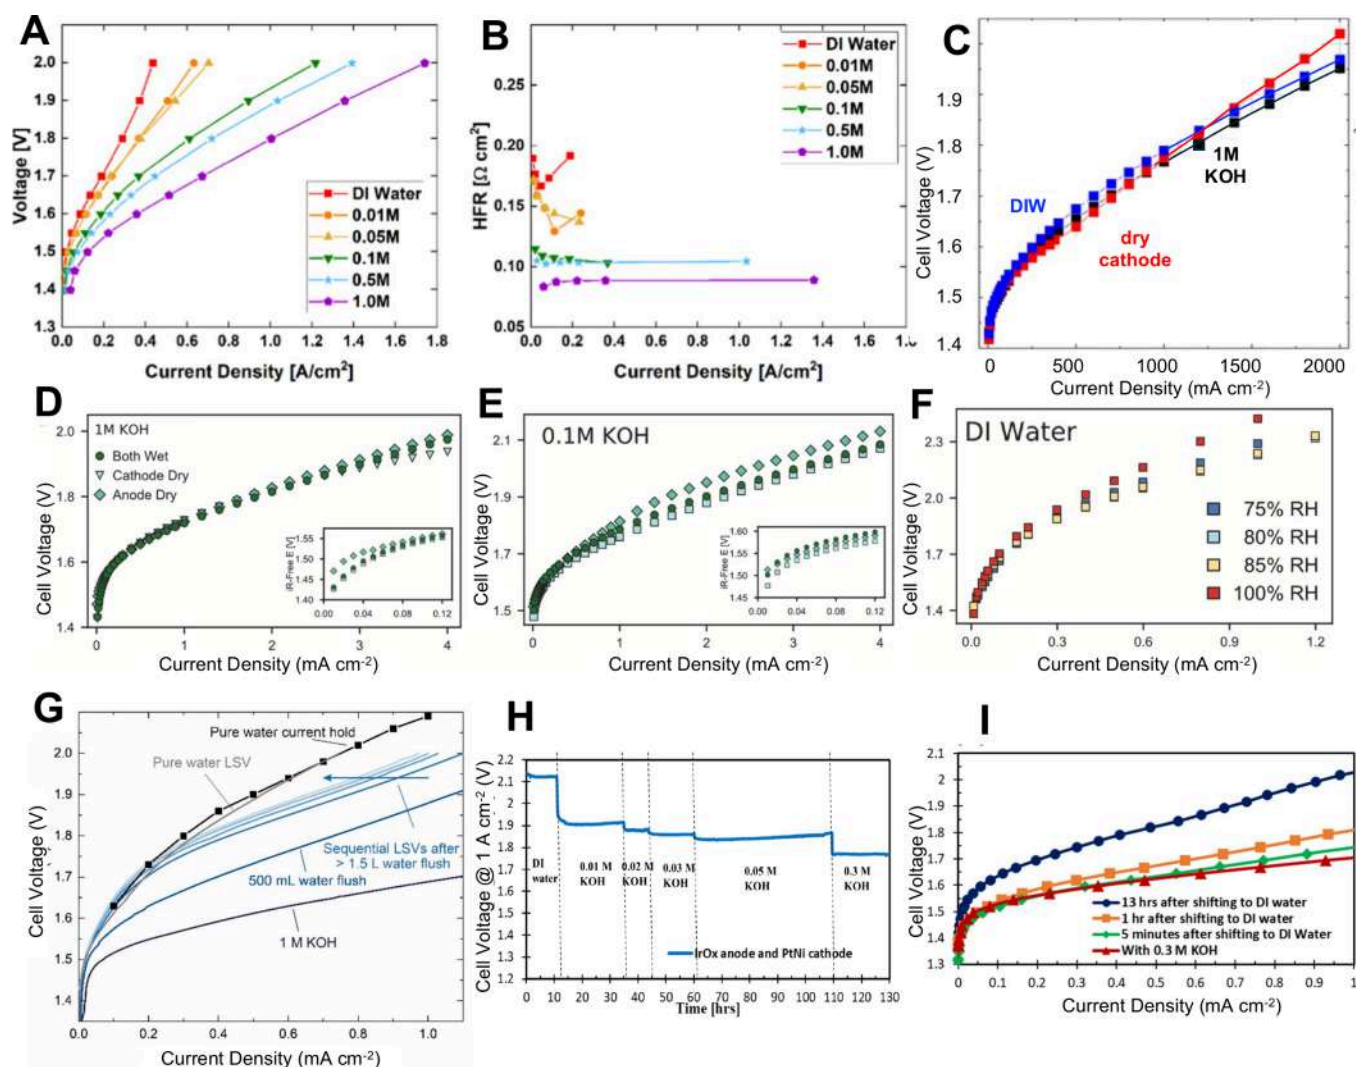 A
Voltage [V]
2.0
1.9
1.8
1.7
1.6
1.5
1.4
1.3
DI Water
0.01M
0.05M
0.1M
0.5M
1.0M
0.0 0.2 0.4 0.6 0.8 1.0 1.2 1.4 1.6 1.8
Current Density [A/cm²]
B
HFR [Ω cm²]
0.25
0.20
0.15
0.10
0.05
DI Water
0.01M
0.05M
0.1M
0.5M
1.0M
0.0 0.2 0.4 0.6 0.8 1.0 1.2 1.4 1.6 1.8
Current Density [A/cm²]
C
Cell Voltage (V)
1.9
1.8
1.7
1.6
1.5
1.4
DIW
1M
KOH
dry
cathode
0 500 1000 1500 2000
Current Density (mA cm⁻²)
D
Cell Voltage (V)
2.0
1.8
1.6
1.4
1M KOH
Both Wet
Cathode Dry
Anode Dry
iR-Free E [V]
1.55
1.50
1.45
1.40
0.00 0.04 0.08 0.12
0 1 2 3 4
Current Density (mA cm⁻²)
E
Cell Voltage (V)
2.1
1.9
1.8
1.6
1.5
0.1M KOH
iR-Free E [V]
1.60
1.55
1.50
0.00 0.04 0.08 0.12
0 1 2 3 4
Current Density (mA cm⁻²)
F
Cell Voltage (V)
2.3
2.0
1.7
1.4
DI Water
75% RH
80% RH
85% RH
100% RH
0.0 0.3 0.6 0.9 1.2
Current Density (mA cm⁻²)
G
Cell Voltage (V)
2.0
1.8
1.6
1.4
Pure water current hold
Pure water LSV
Sequential LSVs after
> 1.5 L water flush
500 mL water flush
1 M KOH
0.0 0.2 0.4 0.6 0.8 1.0
Current Density (mA cm⁻²)
H
Cell Voltage @ 1 A cm⁻² (V)
2.2
2.1
2
1.9
1.8
1.7
1.6
1.5
1.4
1.3
1.2
DI
water
0.01 M
KOH
0.02 M
KOH
0.03 M
KOH
0.05 M
KOH
0.3 M
KOH
IrOx anode and PtNi cathode
0 10 20 30 40 50 60 70 80 90 100 110 120 130
Time [hrs]
I
Cell Voltage (V)
2.1
2.0
1.9
1.8
1.7
1.6
1.5
1.4
1.3
13 hrs after shifting to DI water
1 hr after shifting to DI water
5 minutes after shifting to DI Water
With 0.3 M KOH
0 0.1 0.2 0.3 0.4 0.5 0.6 0.7 0.8 0.9 1
Current Density (mA cm⁻²)